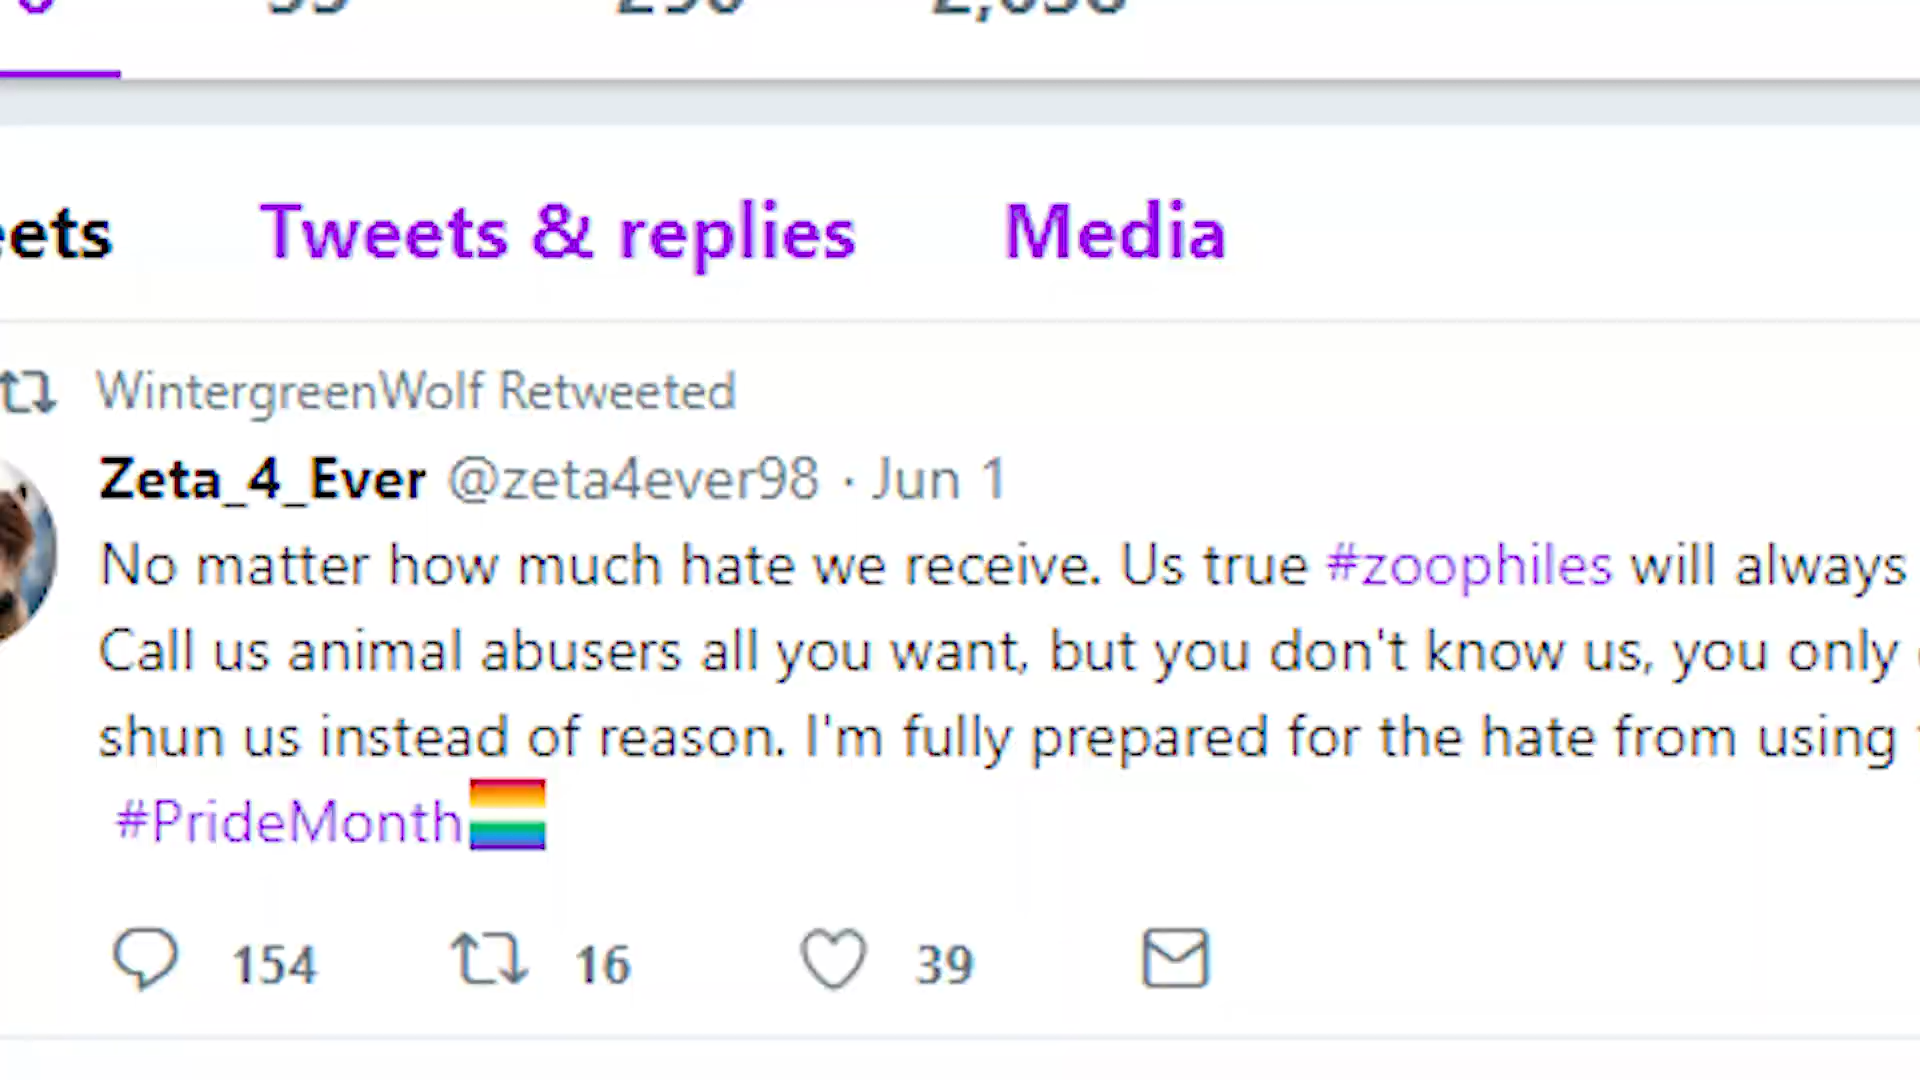 Tweets & replies Media
WintergreenWolf Retweeted
Zeta_4_Ever @zeta4ever98 · Jun 1
No matter how much hate we receive. Us true #zoophiles will always
Call us animal abusers all you want, but you don't know us, you only
shun us instead of reason. I'm fully prepared for the hate from using
#PrideMonth
154 16 39